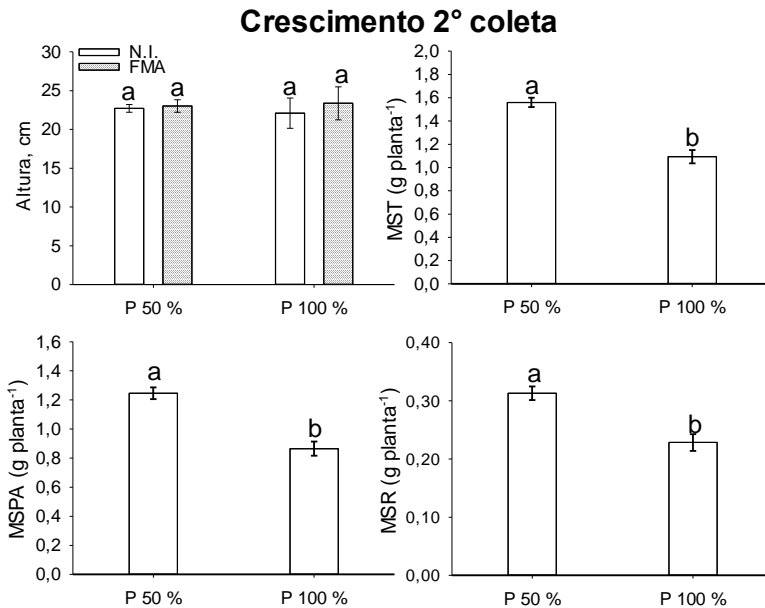 Crescimento 2° coleta
N.I.
FMA
Altura, cm
30
25
20
15
10
5
0
a
a
a
a
P 50 %
P 100 %
MST (g planta-1)
2,0
1,8
1,6
1,4
1,2
1,0
0,8
0,6
0,4
0,2
0,0
a
b
P 50 %
P 100 %
MSPA (g planta-1)
1,6
1,4
1,2
1,0
0,8
0,6
0,4
0,2
0,0
a
b
P 50 %
P 100 %
MSR (g planta-1)
0,40
0,30
0,20
0,10
0,00
a
b
P 50 %
P 100 %